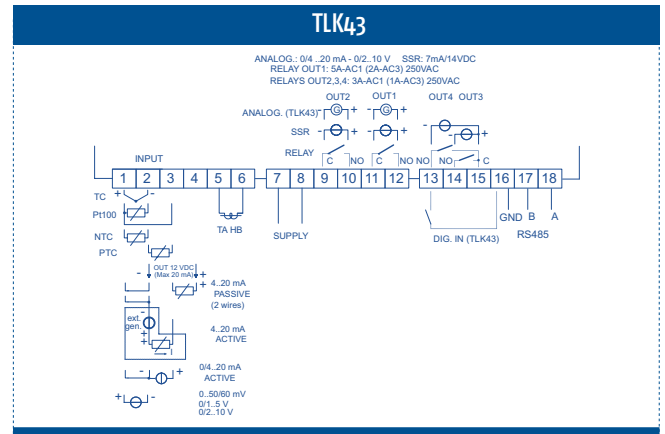 TLK43
ANALOG.: 0/4 ..20 mA - 0/2..10 V SSR: 7mA/14VDC
RELAY OUT1: 5A-AC1 (2A-AC3) 250VAC
RELAYS OUT2,3,4: 3A-AC1 (1A-AC3) 250VAC
OUT2 OUT1 OUT4 OUT3
ANALOG. (TLK43) - G + - G +
SSR - + - + - +
RELAY
INPUT C NO C NO NO NO C
1 2 3 4 5 6 7 8 9 10 11 12 13 14 15 16 17 18
TC + -
GND B A
Pt100
TA HB SUPPLY DIG. IN (TLK43) RS485
NTC
PTC
- OUT 12 VDC +
(Max 20 mA)
+ 4..20 mA
PASSIVE
(2 wires)
-
ext.
gen.
+
+ 4..20 mA
ACTIVE
I
- + 0/4..20 mA
ACTIVE
+ - 0..50/60 mV
0/1..5 V
0/2..10 V